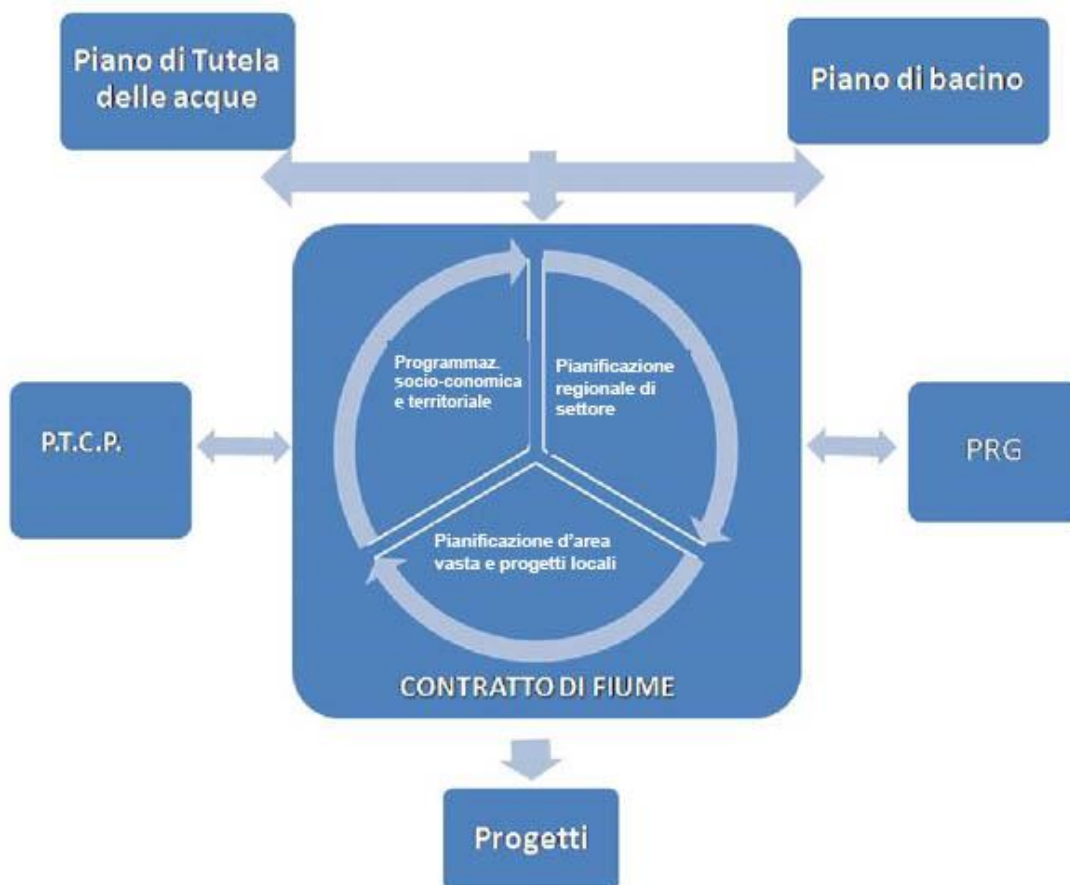 Piano di Tutela
delle acque
Piano di bacino
Programmaz.
socio-conomica
e territoriale
Pianificazione
regionale di
settore
P.T.C.P.
PRG
Pianificazione d'area
vasta e progetti locali
CONTRATTO DI FIUME
Progetti